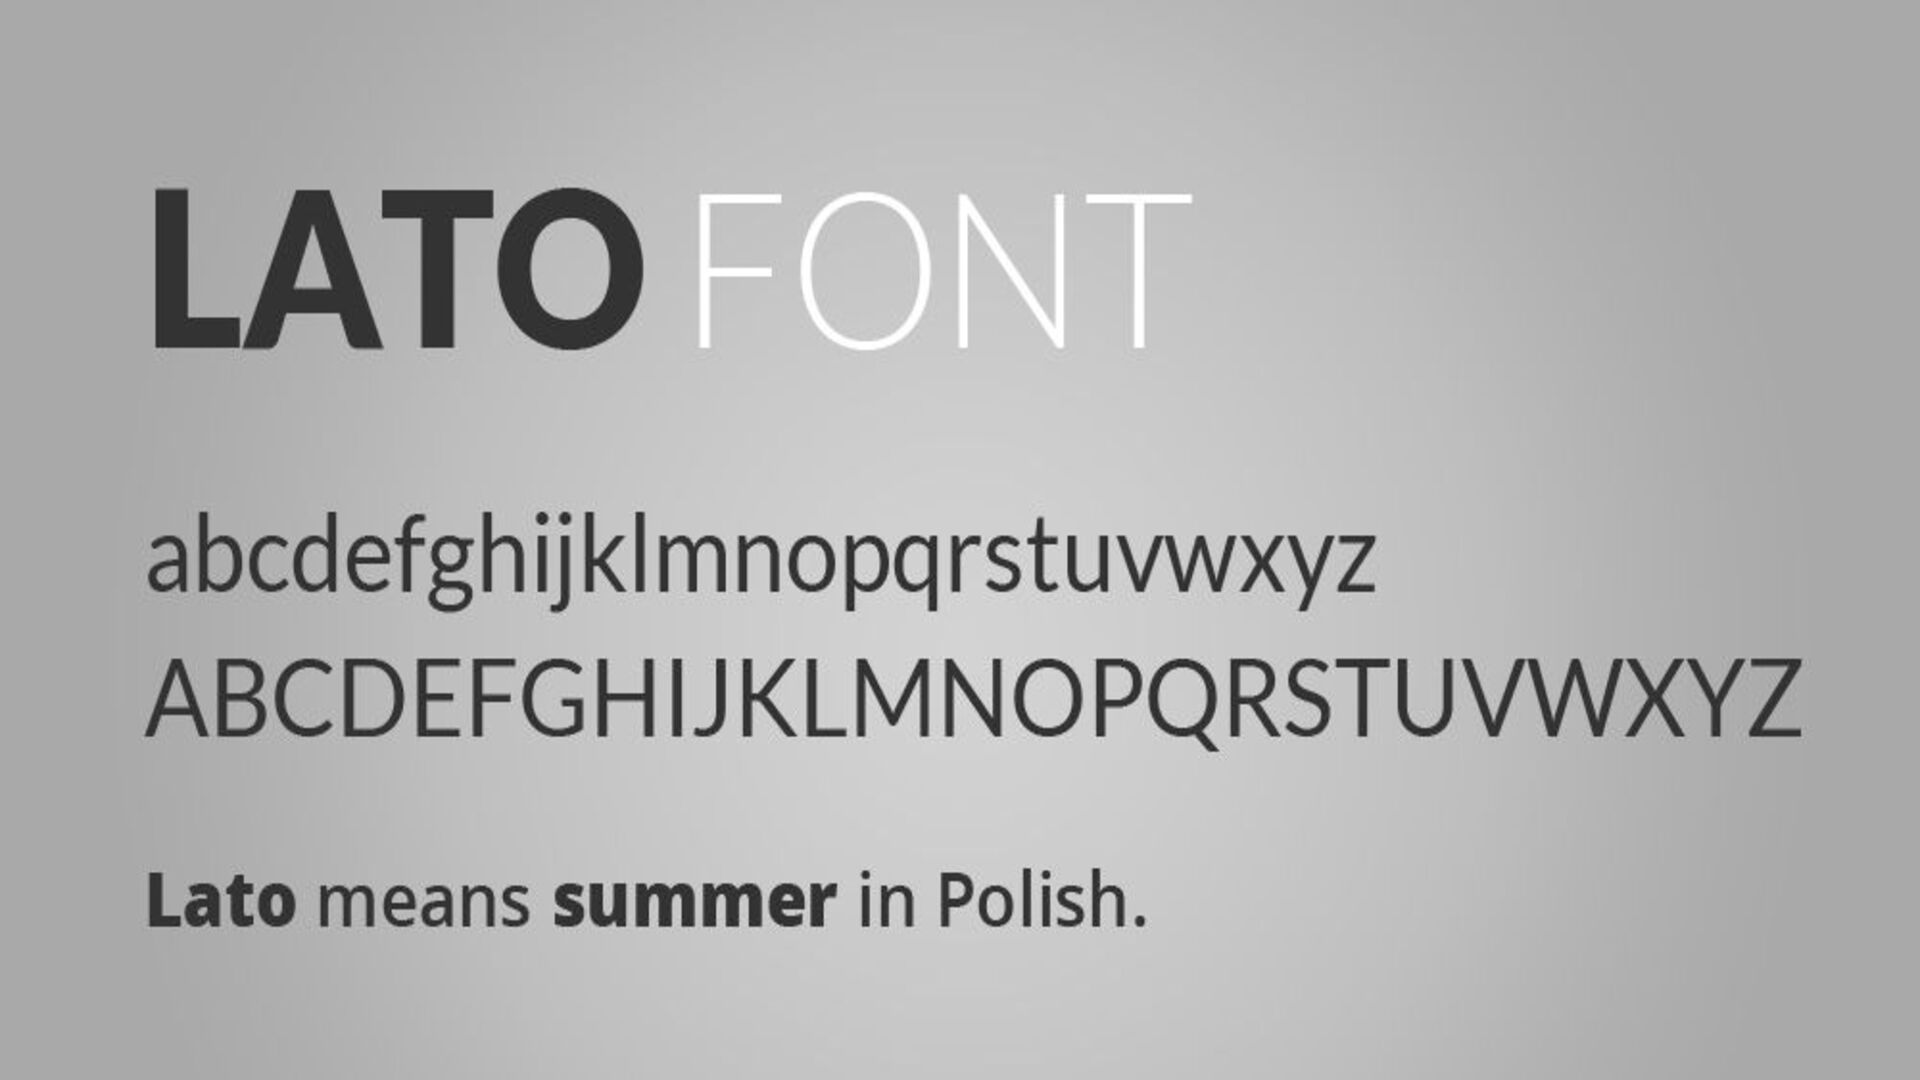 LATO FONT
abcdefghijklmnopqrstuvwxyz
ABCDEFGHIJKLMNOPQRSTUVWXYZ
Lato means summer in Polish.